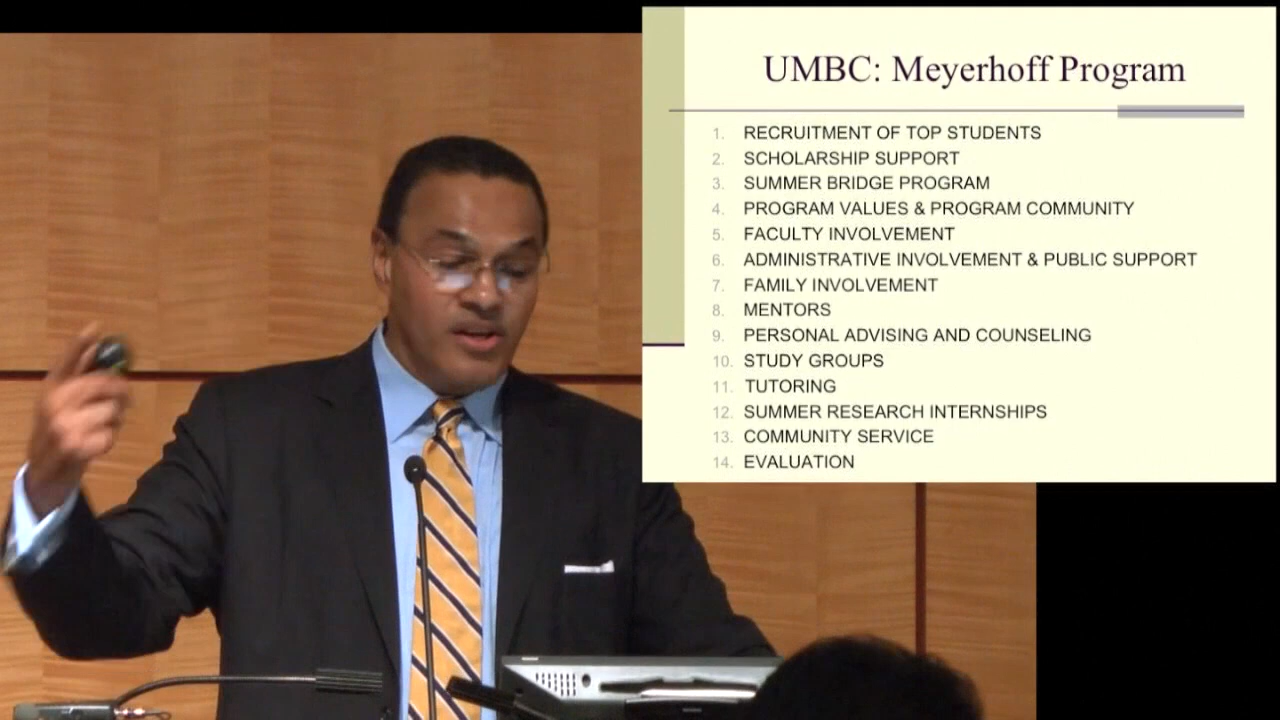 UMBC: Meyerhoff Program
1. RECRUITMENT OF TOP STUDENTS
2. SCHOLARSHIP SUPPORT
3. SUMMER BRIDGE PROGRAM
4. PROGRAM VALUES & PROGRAM COMMUNITY
5. FACULTY INVOLVEMENT
6. ADMINISTRATIVE INVOLVEMENT & PUBLIC SUPPORT
7. FAMILY INVOLVEMENT
8. MENTORS
9. PERSONAL ADVISING AND COUNSELING
10. STUDY GROUPS
11. TUTORING
12. SUMMER RESEARCH INTERNSHIPS
13. COMMUNITY SERVICE
14. EVALUATION